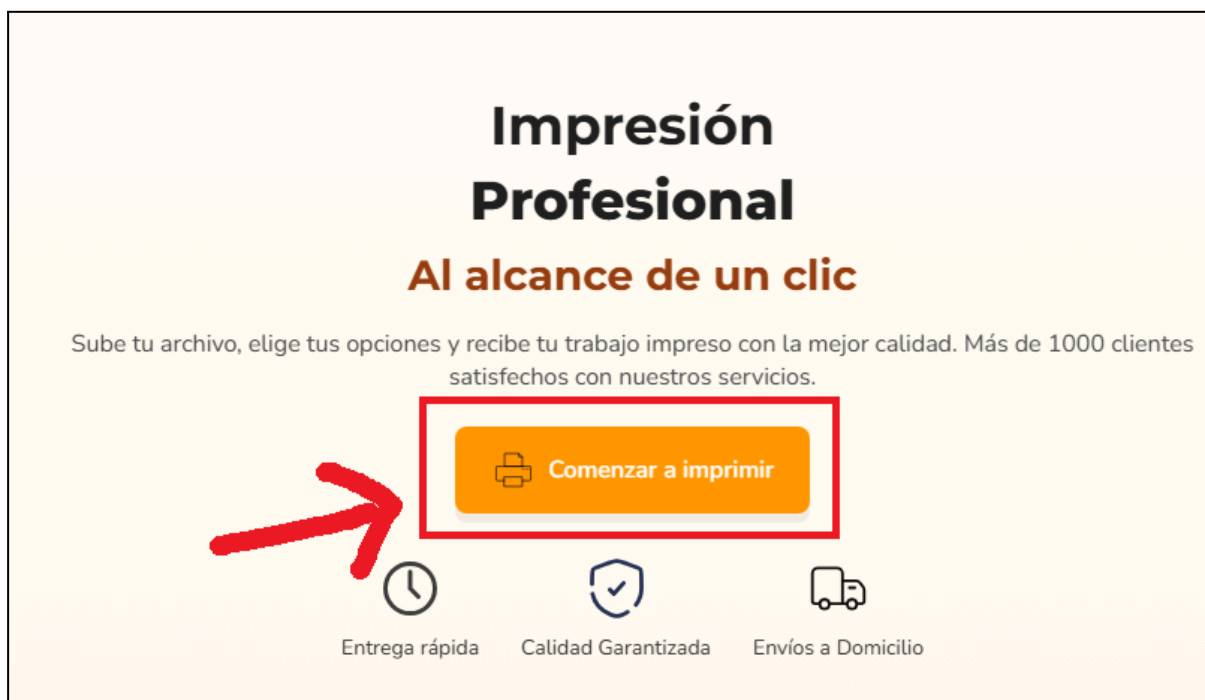 Impresión
Profesional
Al alcance de un clic
Sube tu archivo, elige tus opciones y recibe tu trabajo impreso con la mejor calidad. Más de 1000 clientes
satisfechos con nuestros servicios.
Comenzar a imprimir
Entrega rápida Calidad Garantizada Envíos a Domicilio